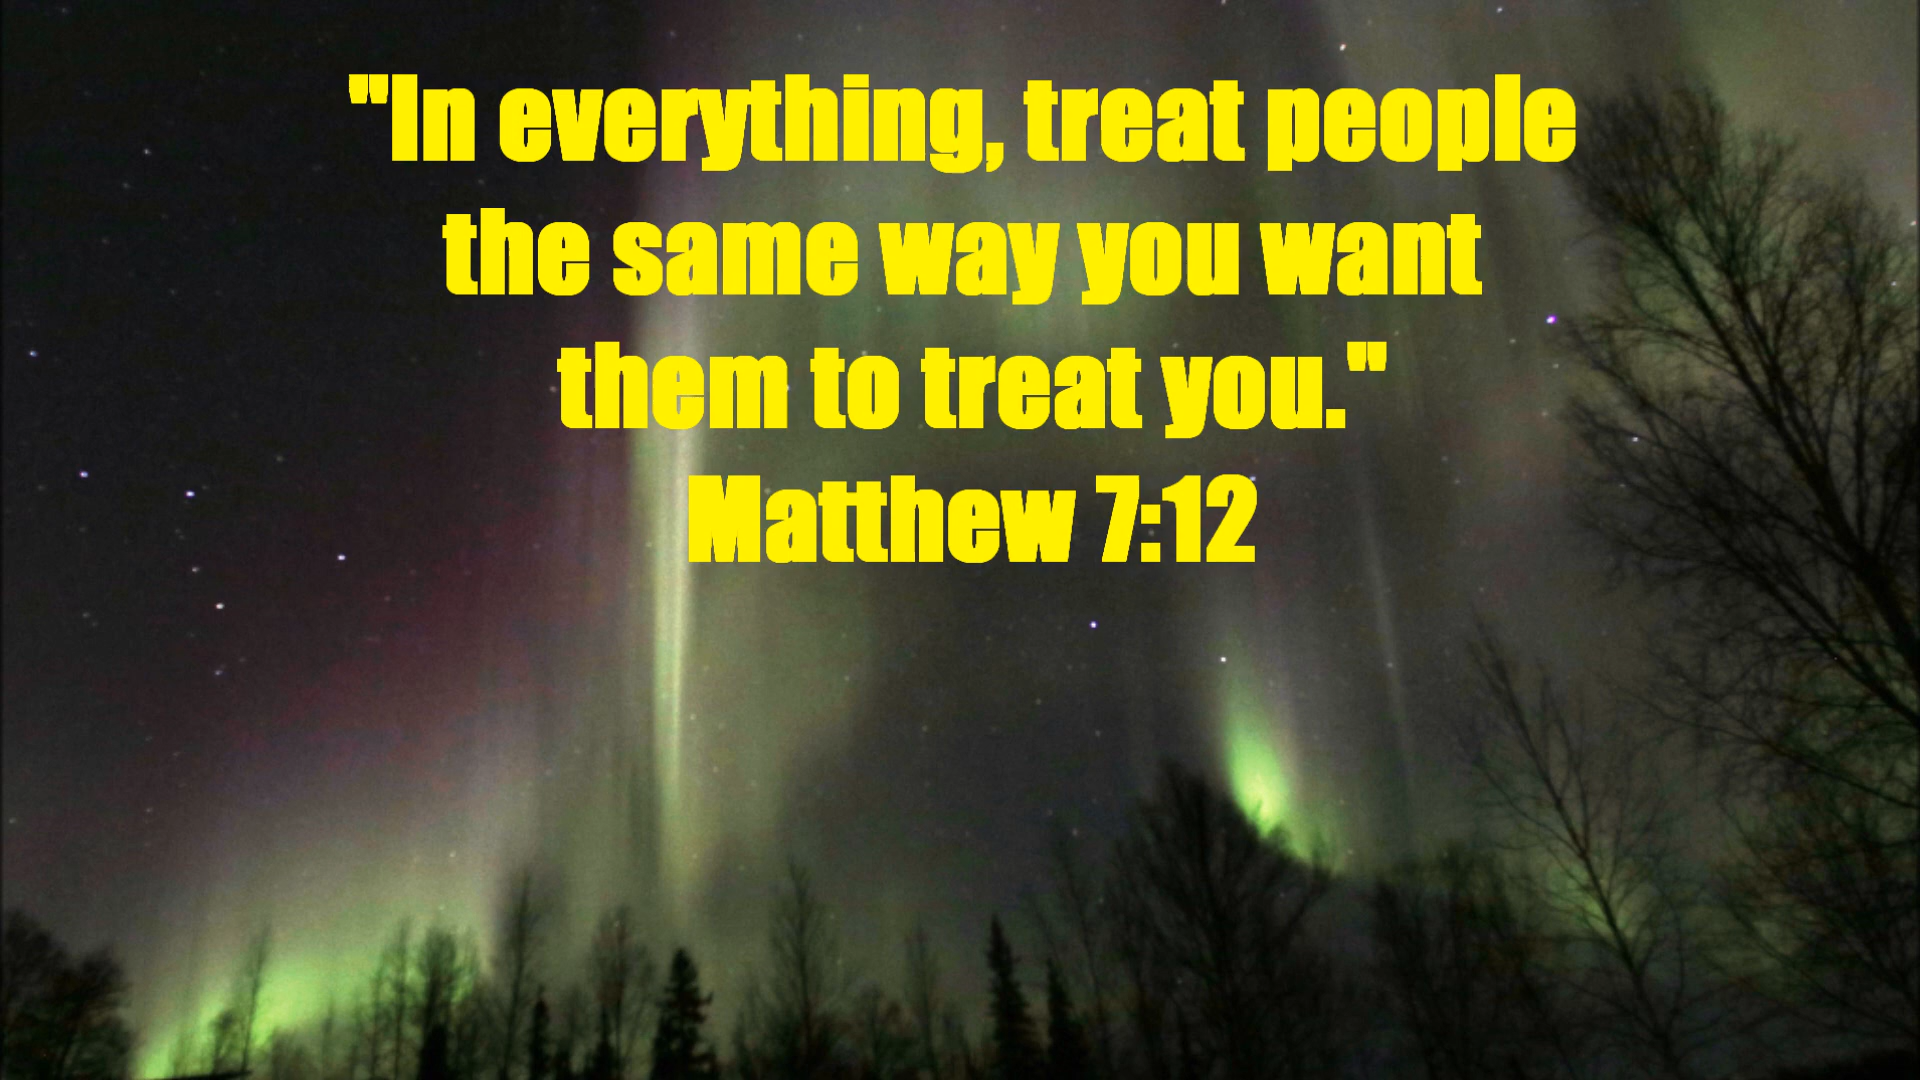 "In everything, treat people
the same way you want
them to treat you."
Matthew 7:12